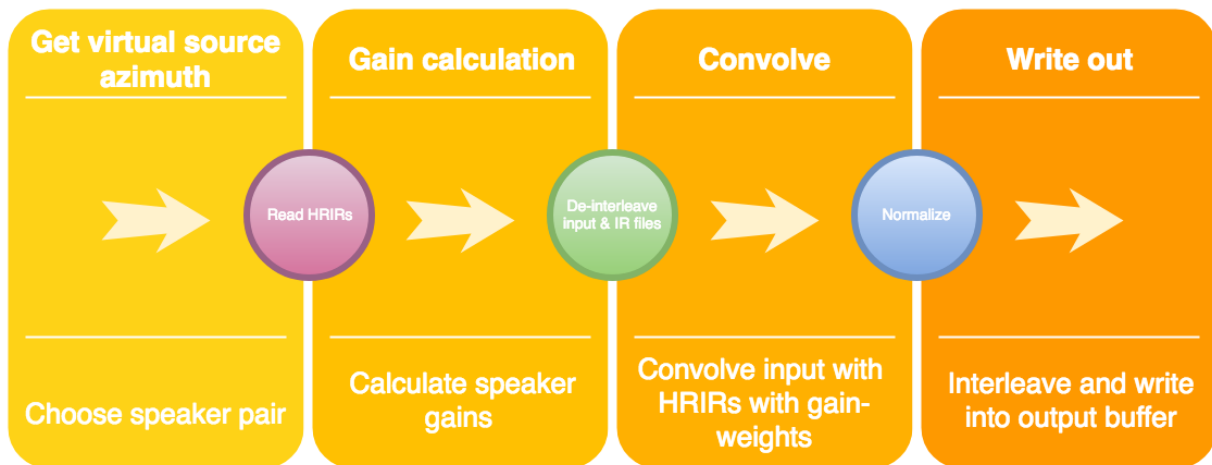 Get virtual source
azimuth
Read HRIRs
Choose speaker pair
Gain calculation
De-interleave
input & IR files
Calculate speaker
gains
Convolve
Normalize
Convolve input with
HRIRs with gain-
weights
Write out
Interleave and write
into output buffer